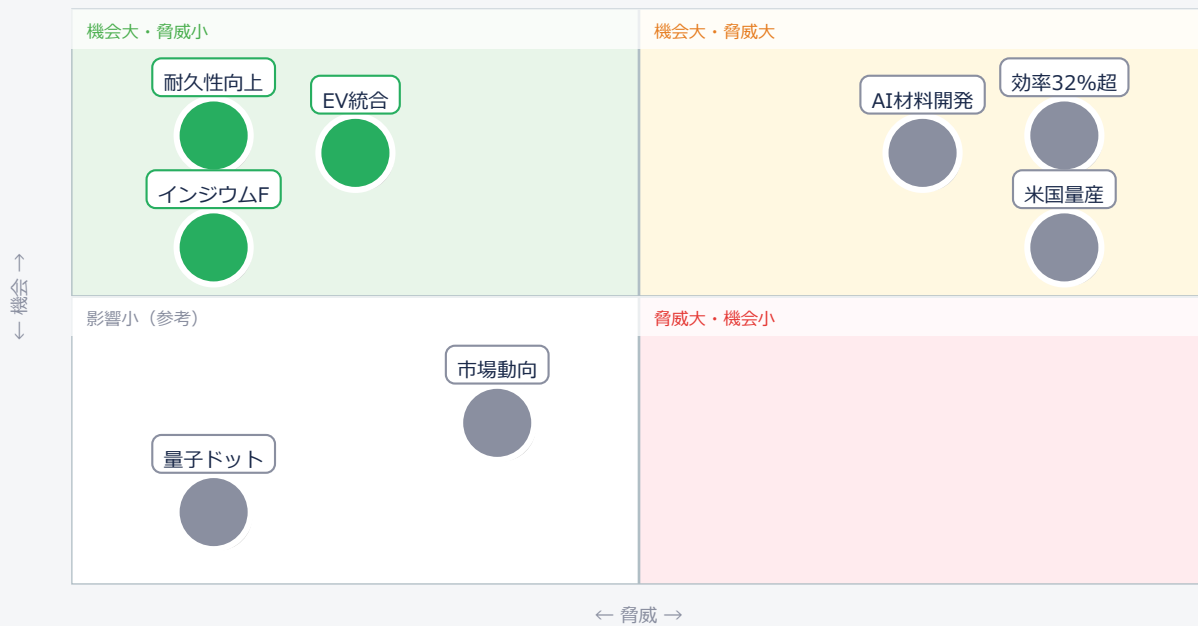 機会大・脅威小
機会大・脅威大
耐久性向上
EV統合
AI材料開発
効率32%超
インジウムF
米国量産
← 機会 →
影響小（参考）
脅威大・機会小
市場動向
量子ドット
← 脅威 →